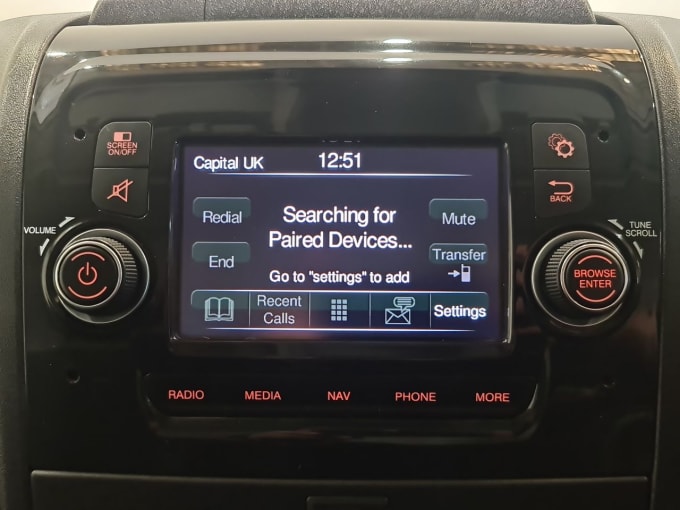 SCREEN
ON/OFF
VOLUME
Capital UK 12:51
Redial
Searching for
Paired Devices...
Mute
End
Transfer
Go to "settings" to add
Recent
Calls
Settings
BACK
TUNE
SCROLL
BROWSE
ENTER
RADIO MEDIA NAV PHONE MORE